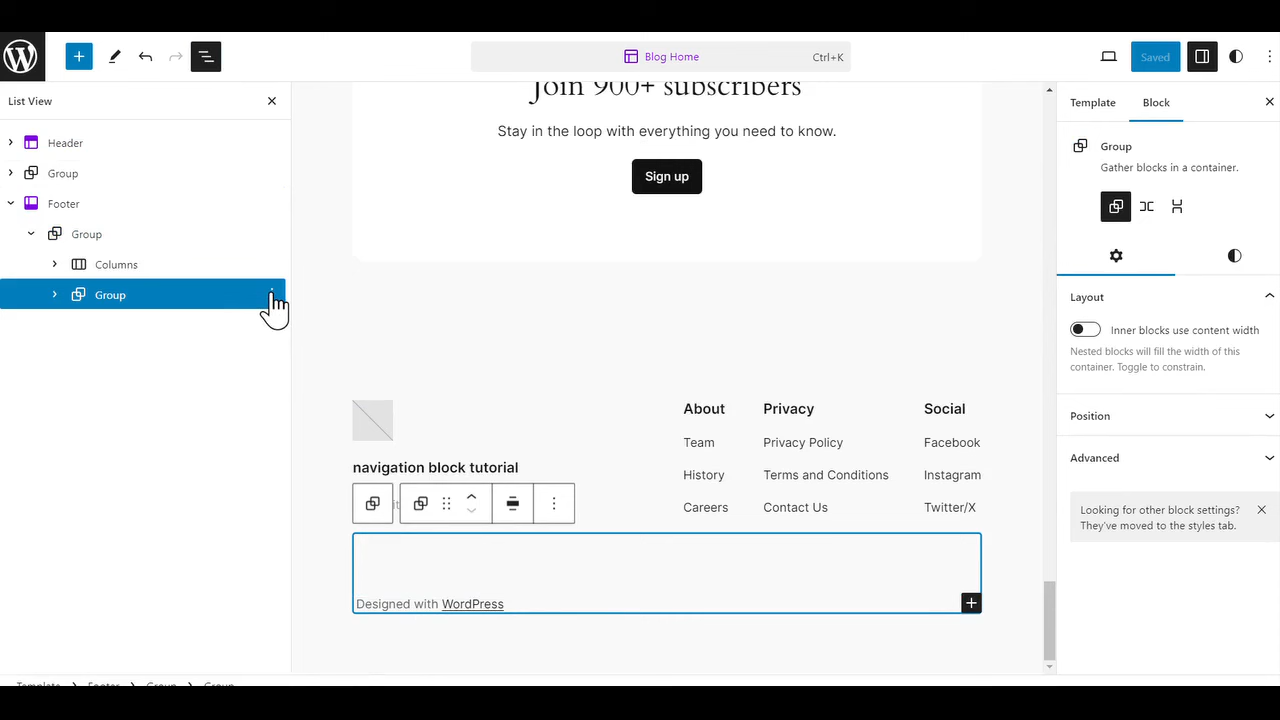 Blog Home
Ctrl+K
Saved
List View
Header
Group
Footer
Group
Columns
Group
Join 900+ subscribers
Stay in the loop with everything you need to know.
Sign up
navigation block tutorial
About
Team
History
Careers
Privacy
Privacy Policy
Terms and Conditions
Contact Us
Social
Facebook
Instagram
Twitter/X
Designed with WordPress
Template
Block
Group
Gather blocks in a container.
Layout
Inner blocks use content width
Nested blocks will fill the width of this
container. Toggle to constrain.
Position
Advanced
Looking for other block settings?
They've moved to the styles tab.
Template Footer Group Group